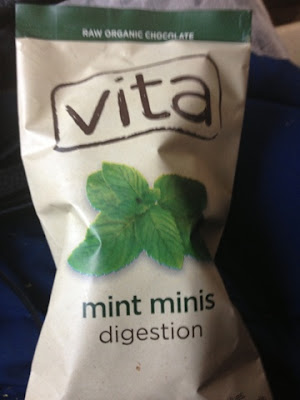 RAW ORGANIC CHOCOLATE
vita
mint minis
digestion